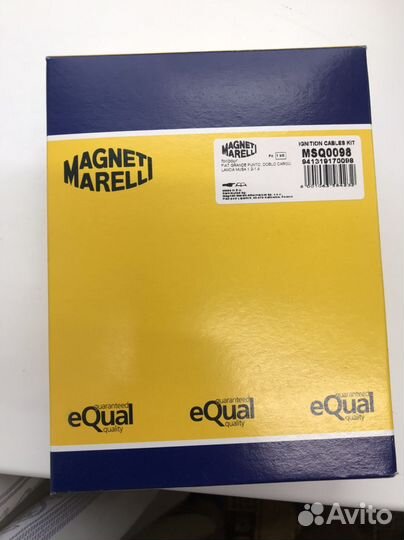 MAGNETI
MARELLI
MAGNETI
MARELLI
IGNITION CABLES KIT
MSQ0098
941319170098
FIAT GRANDE PUNTO, DOBLO CARGO,
LANCIA MUSA 1.2-1.4
guaranteed
eQual
quality
guaranteed
eQual
quality
guaranteed
eQual
quality
Avito